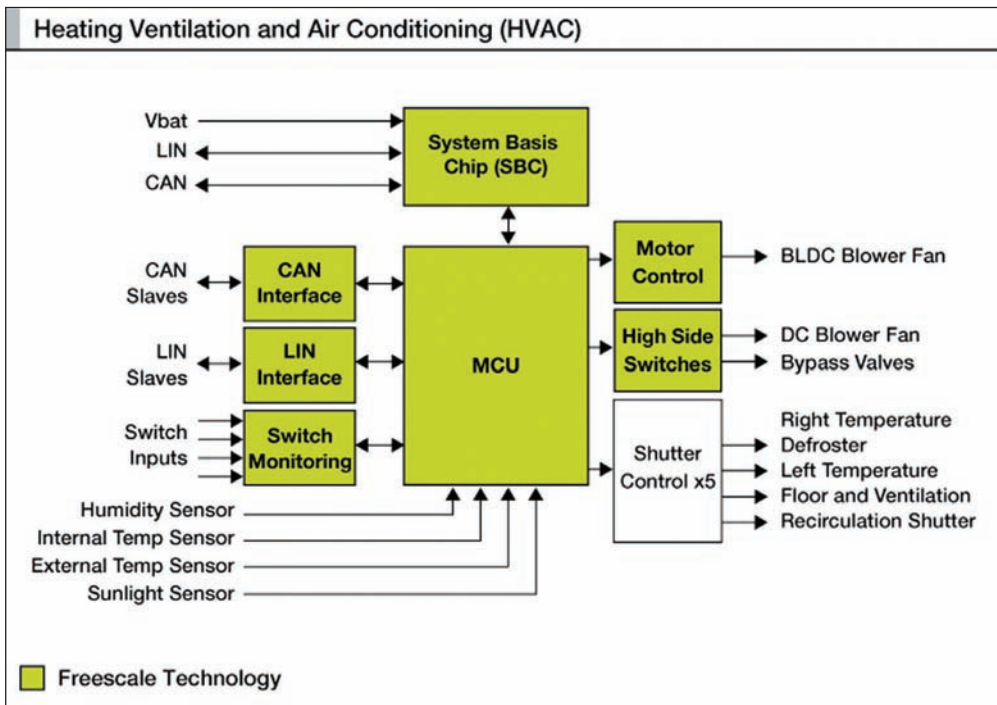 Heating Ventilation and Air Conditioning (HVAC)
Vbat
LIN
CAN
System Basis
Chip (SBC)
CAN
Slaves
CAN
Interface
LIN
Slaves
LIN
Interface
Switch
Inputs
Switch
Monitoring
MCU
Motor
Control
BLDC Blower Fan
High Side
Switches
DC Blower Fan
Bypass Valves
Shutter
Control x5
Right Temperature
Defroster
Left Temperature
Floor and Ventilation
Recirculation Shutter
Humidity Sensor
Internal Temp Sensor
External Temp Sensor
Sunlight Sensor
Freescale Technology